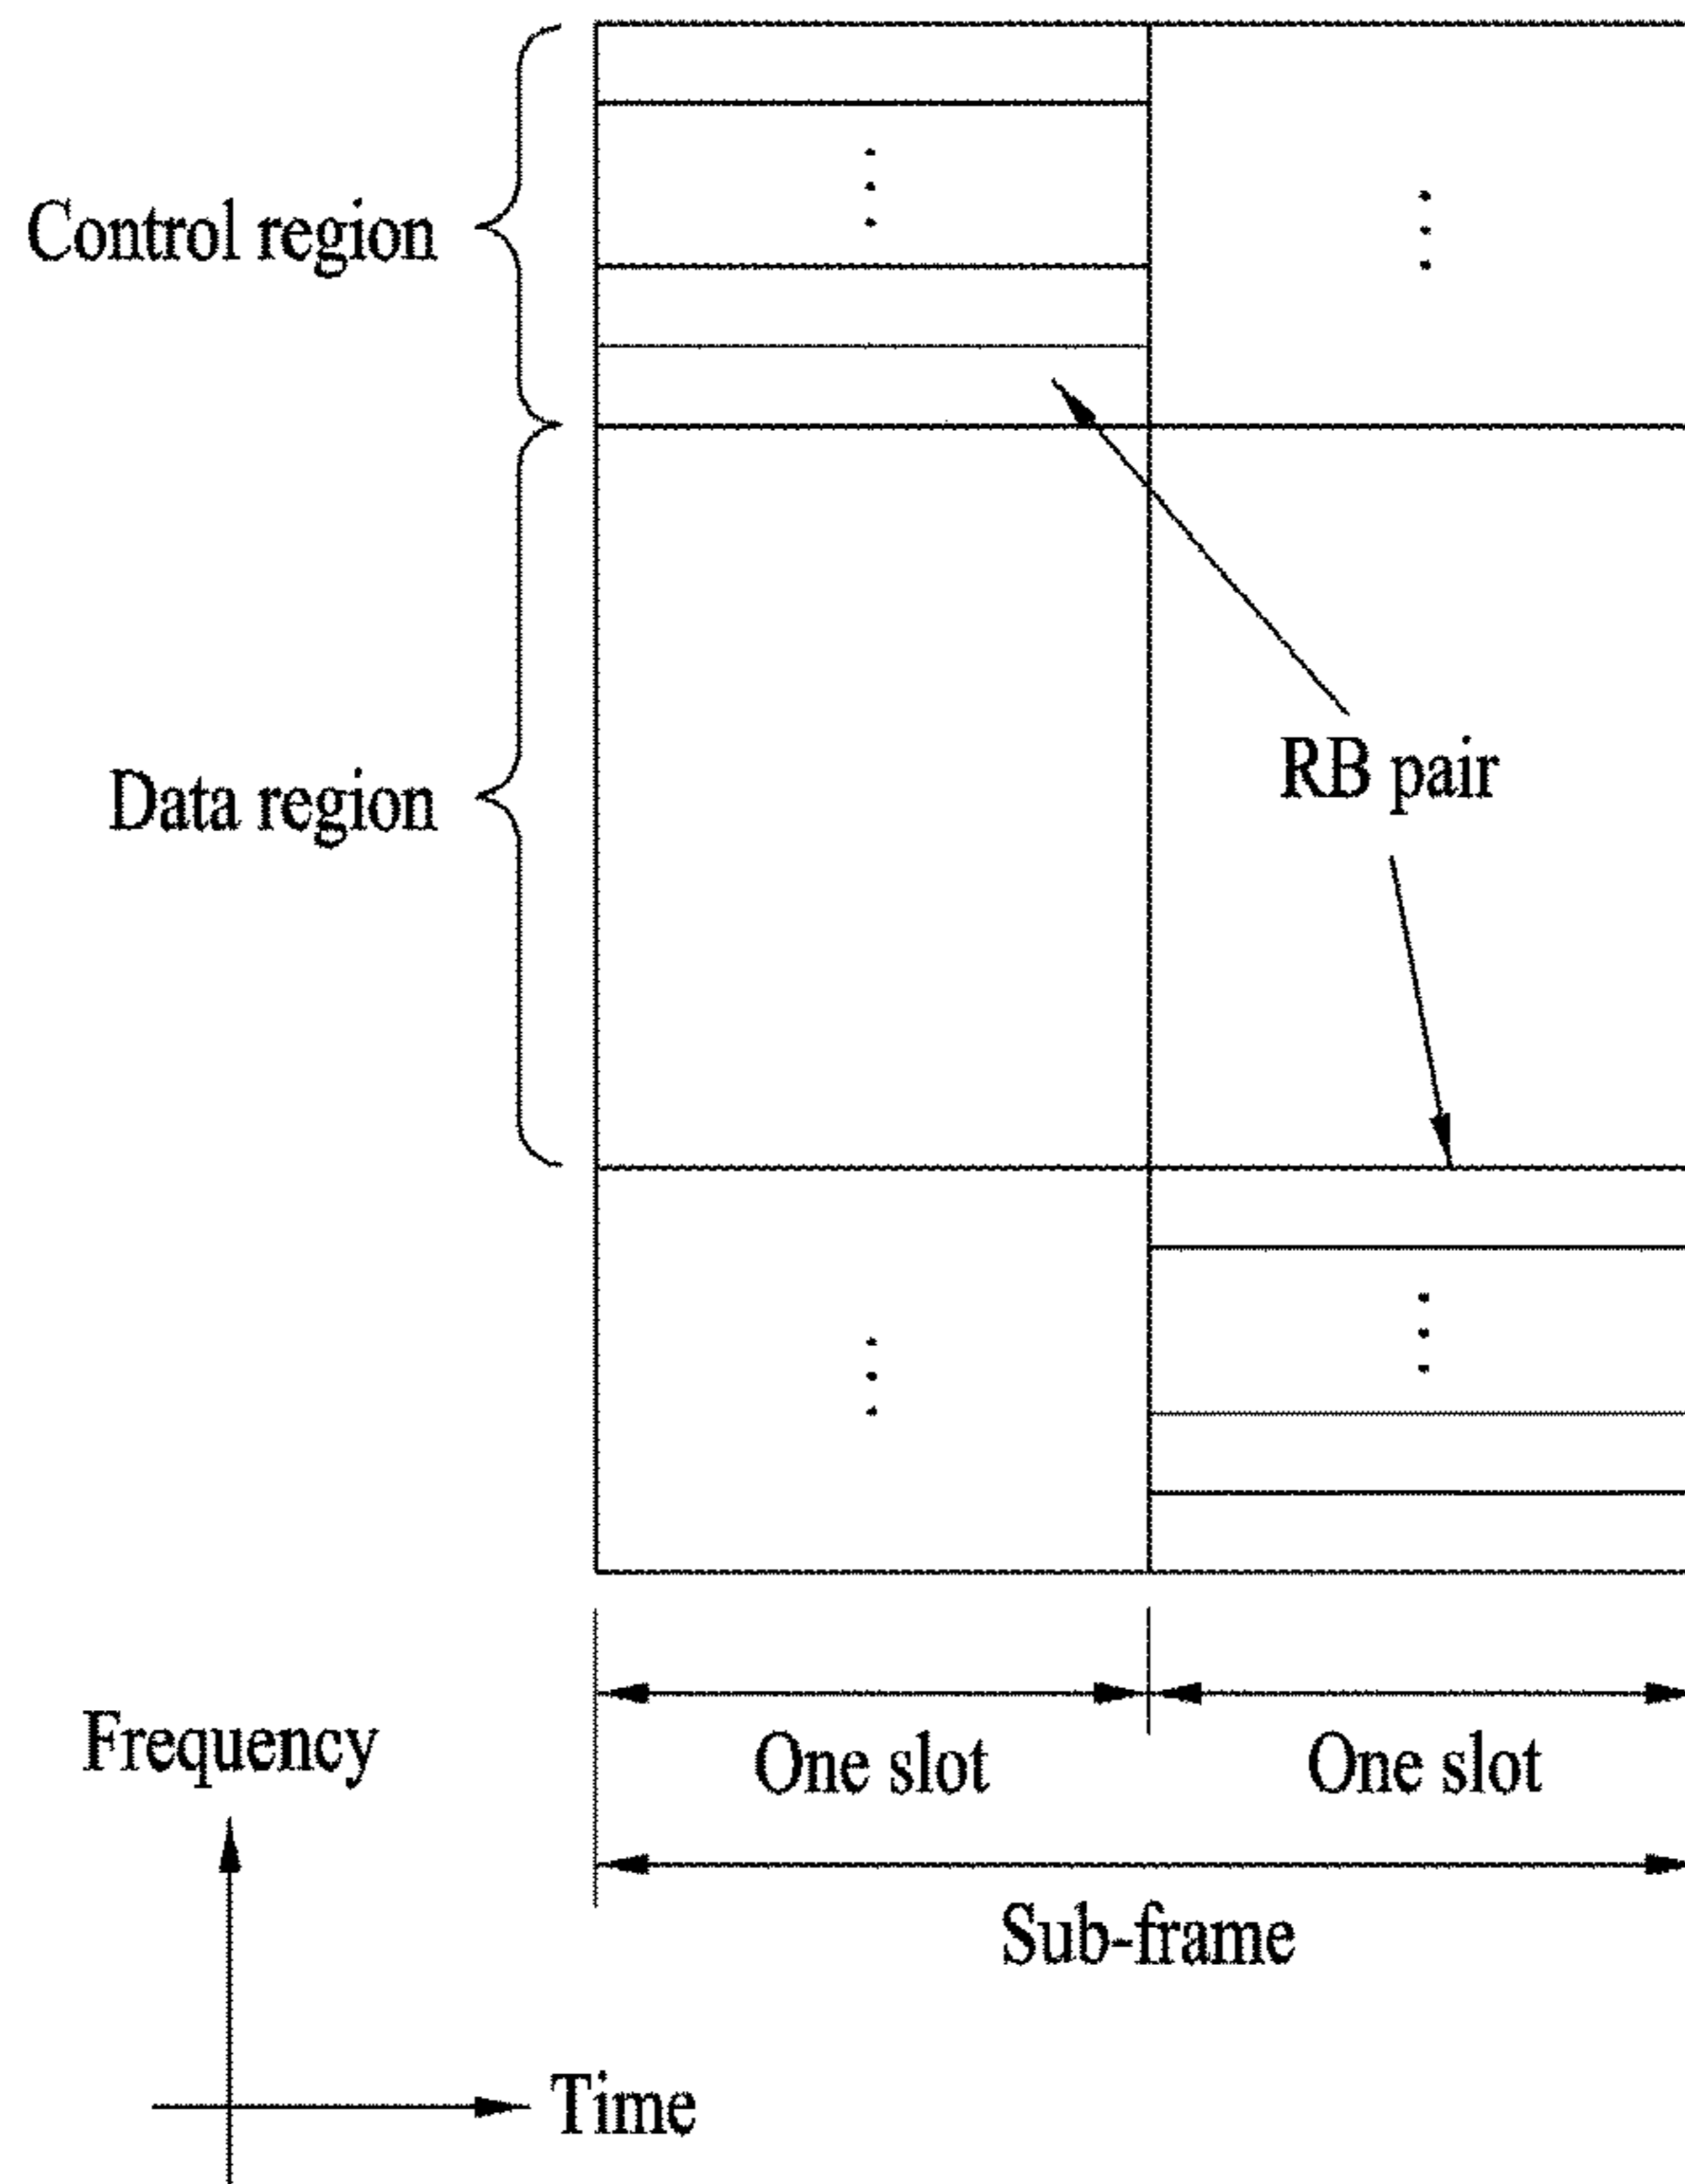 Control region
Data region
RB pair
One slot
One slot
Sub-frame
Frequency
Time